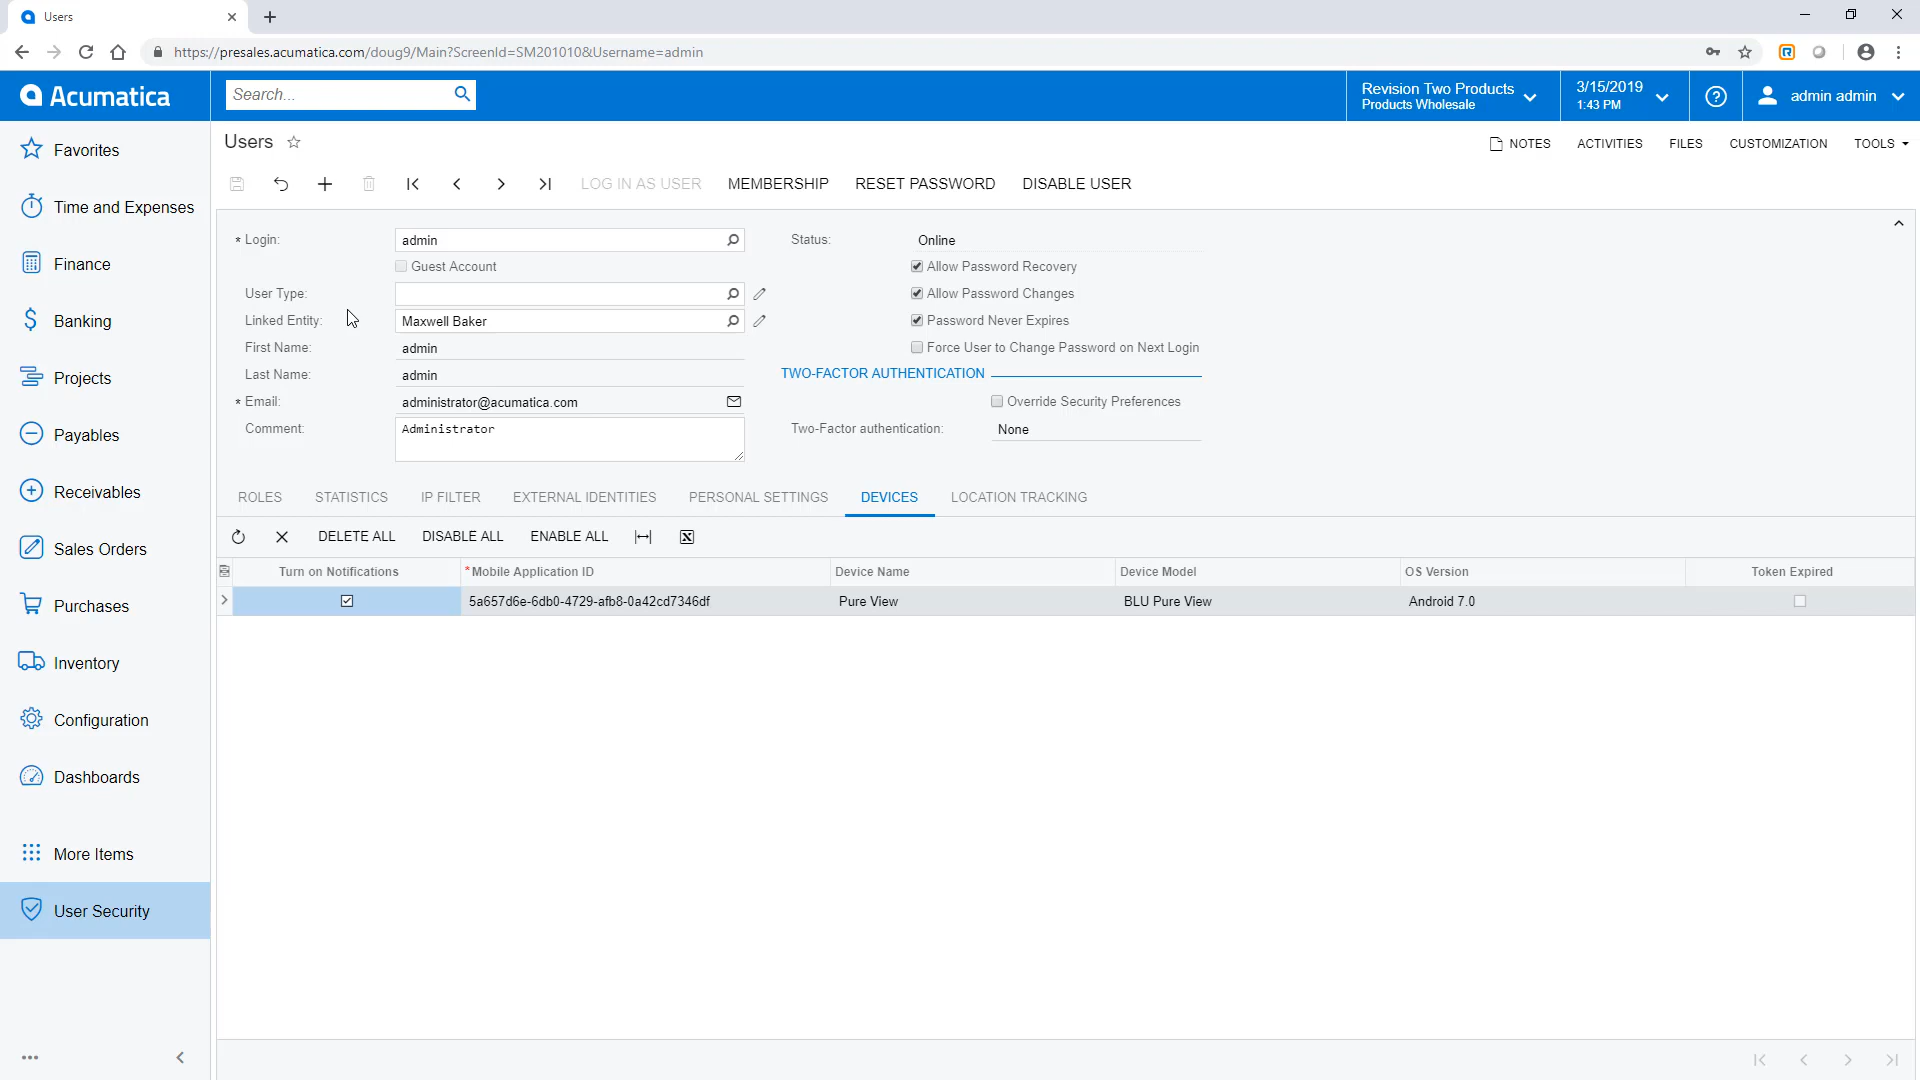 Users
https://presales.acumatica.com/doug9/Main?ScreenId=SM201010&Username=admin
Acumatica
Search...
Revision Two Products
Products Wholesale
3/15/2019
1:43 PM
admin admin
Favorites
Time and Expenses
Finance
Banking
Projects
Payables
Receivables
Sales Orders
Purchases
Inventory
Configuration
Dashboards
More Items
User Security
Users
NOTES ACTIVITIES FILES CUSTOMIZATION TOOLS
LOG IN AS USER MEMBERSHIP RESET PASSWORD DISABLE USER
* Login: admin
Guest Account
User Type:
Linked Entity: Maxwell Baker
First Name: admin
Last Name: admin
* Email: administrator@acumatica.com
Comment: Administrator
Status: Online
Allow Password Recovery
Allow Password Changes
Password Never Expires
Force User to Change Password on Next Login
TWO-FACTOR AUTHENTICATION
Override Security Preferences
Two-Factor authentication: None
ROLES STATISTICS IP FILTER EXTERNAL IDENTITIES PERSONAL SETTINGS DEVICES LOCATION TRACKING
DELETE ALL DISABLE ALL ENABLE ALL
Turn on Notifications * Mobile Application ID Device Name Device Model OS Version Token Expired
5a657d6e-6db0-4729-afb8-0a42cd7346df Pure View BLU Pure View Android 7.0